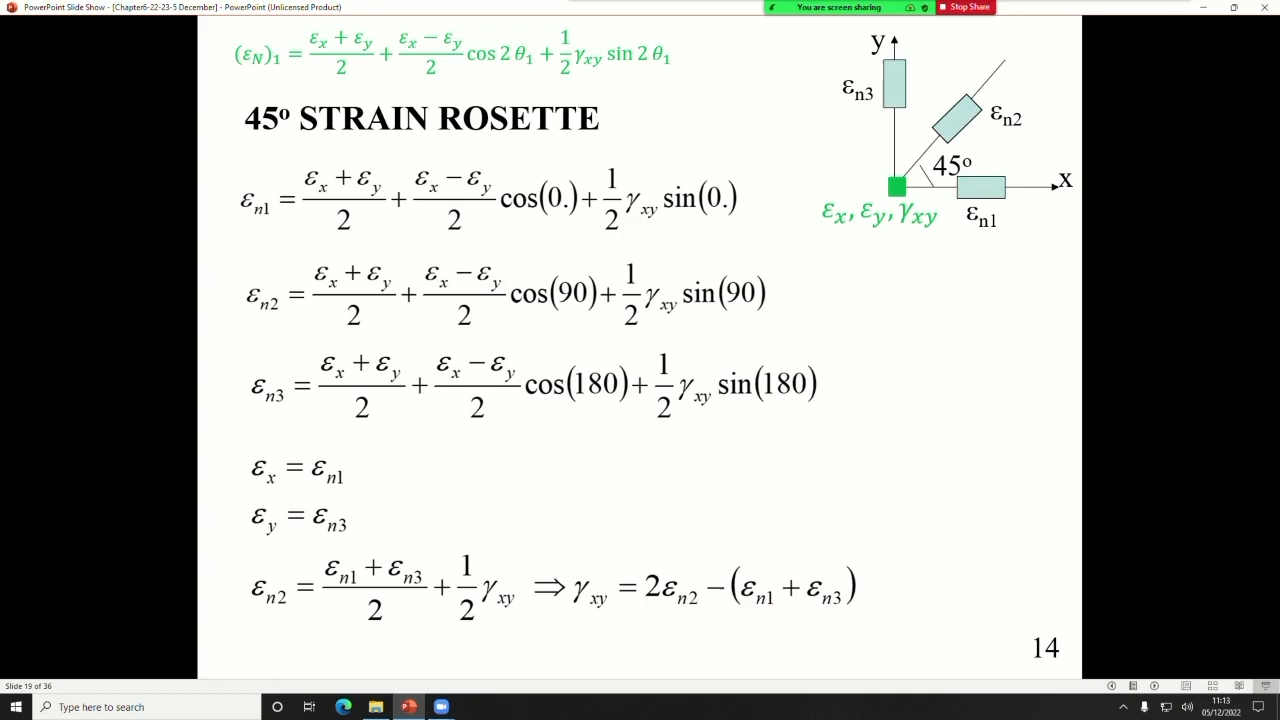 PowerPoint Slide Show - [Chapter6-22-23-5 December] - PowerPoint (Unlicensed Product)
You are screen sharing
Stop Share
(ε_N)₁ = (ε_x + ε_y)/2 + (ε_x − ε_y)/2 cos 2θ₁ + 1/2 γ_xy sin 2θ₁
45º STRAIN ROSETTE
y
ε_n3
ε_n2
45º
x
ε_n1
ε_x, ε_y, γ_xy
ε_n1 = (ε_x + ε_y)/2 + (ε_x − ε_y)/2 cos(0.) + 1/2 γ_xy sin(0.)
ε_n2 = (ε_x + ε_y)/2 + (ε_x − ε_y)/2 cos(90) + 1/2 γ_xy sin(90)
ε_n3 = (ε_x + ε_y)/2 + (ε_x − ε_y)/2 cos(180) + 1/2 γ_xy sin(180)
ε_x = ε_n1
ε_y = ε_n3
ε_n2 = (ε_n1 + ε_n3)/2 + 1/2 γ_xy ⇒ γ_xy = 2ε_n2 − (ε_n1 + ε_n3)
14
Slide 19 of 36
Type here to search
11:13
05/12/2022